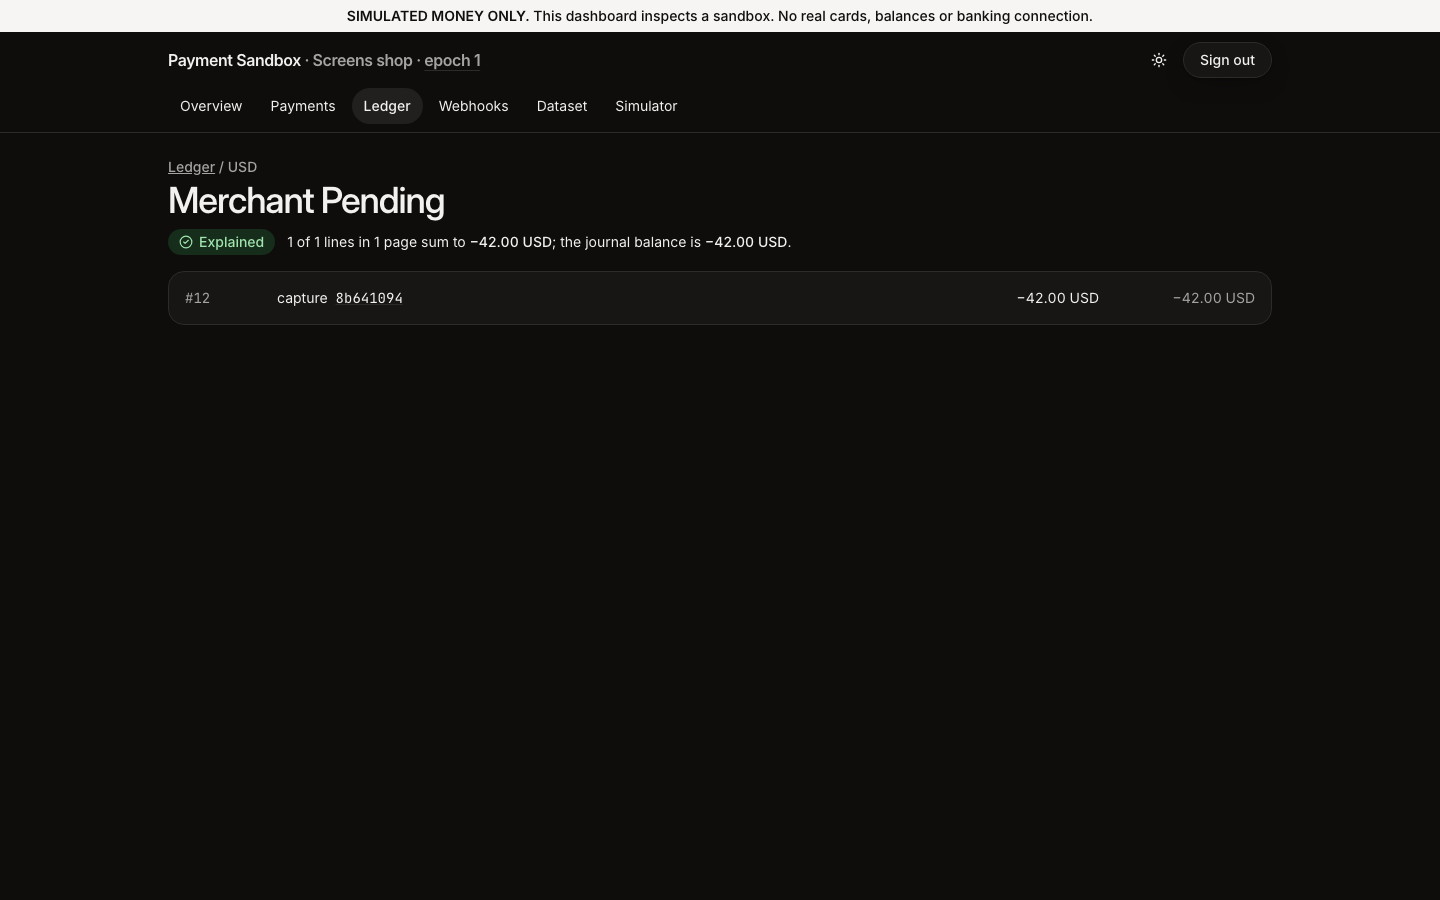 SIMULATED MONEY ONLY. This dashboard inspects a sandbox. No real cards, balances or banking connection.
Payment Sandbox · Screens shop · epoch 1
Sign out
Overview Payments Ledger Webhooks Dataset Simulator
Ledger / USD
Merchant Pending
Explained 1 of 1 lines in 1 page sum to −42.00 USD; the journal balance is −42.00 USD.
#12 capture 8b641094 −42.00 USD −42.00 USD